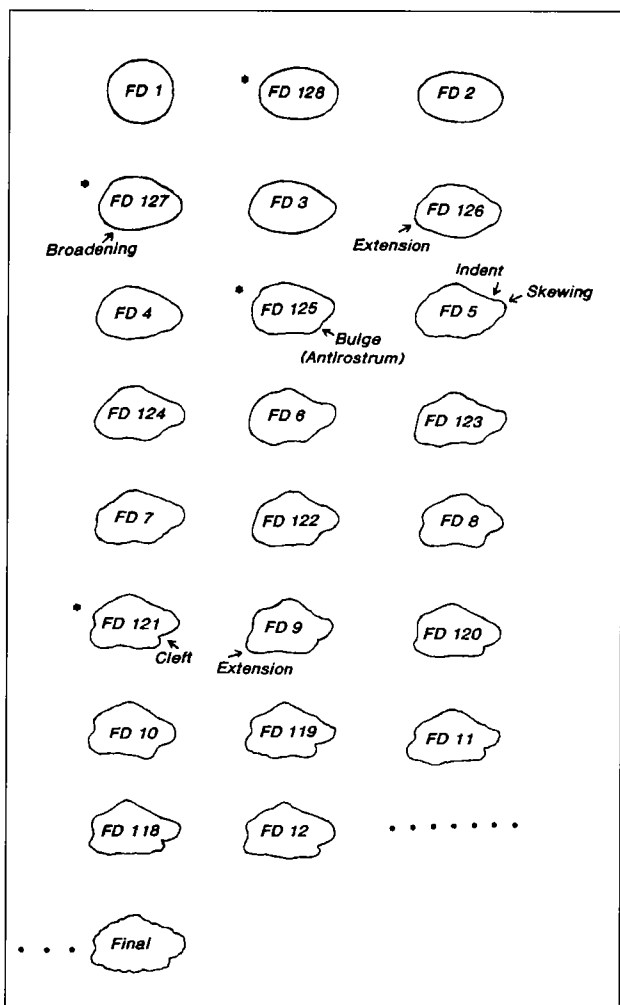 FD 1
* FD 128
FD 2
* FD 127
Broadening
FD 3
FD 126
Extension
FD 4
* FD 125
Bulge
(Antirostrum)
Indent
Skewing
FD 5
FD 124
FD 6
FD 123
FD 7
FD 122
FD 8
* FD 121
Cleft
FD 9
Extension
FD 120
FD 10
FD 119
FD 11
FD 118
FD 12
. . . . . . .
. . . Final